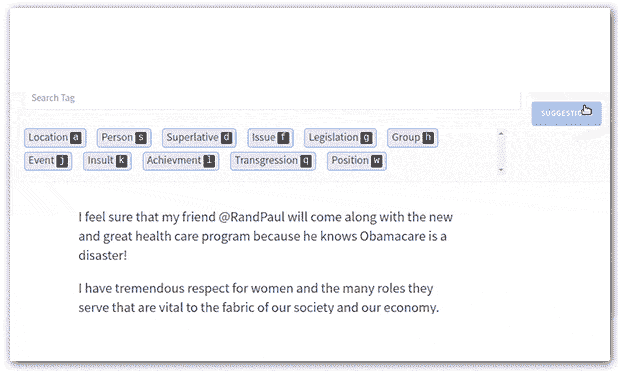 Search Tag
SUGGESTIO
Location a Person s Superlative d Issue f Legislation g Group h
Event j Insult k Achievment l Transgression q Position w
I feel sure that my friend @RandPaul will come along with the new
and great health care program because he knows Obamacare is a
disaster!
I have tremendous respect for women and the many roles they
serve that are vital to the fabric of our society and our economy.